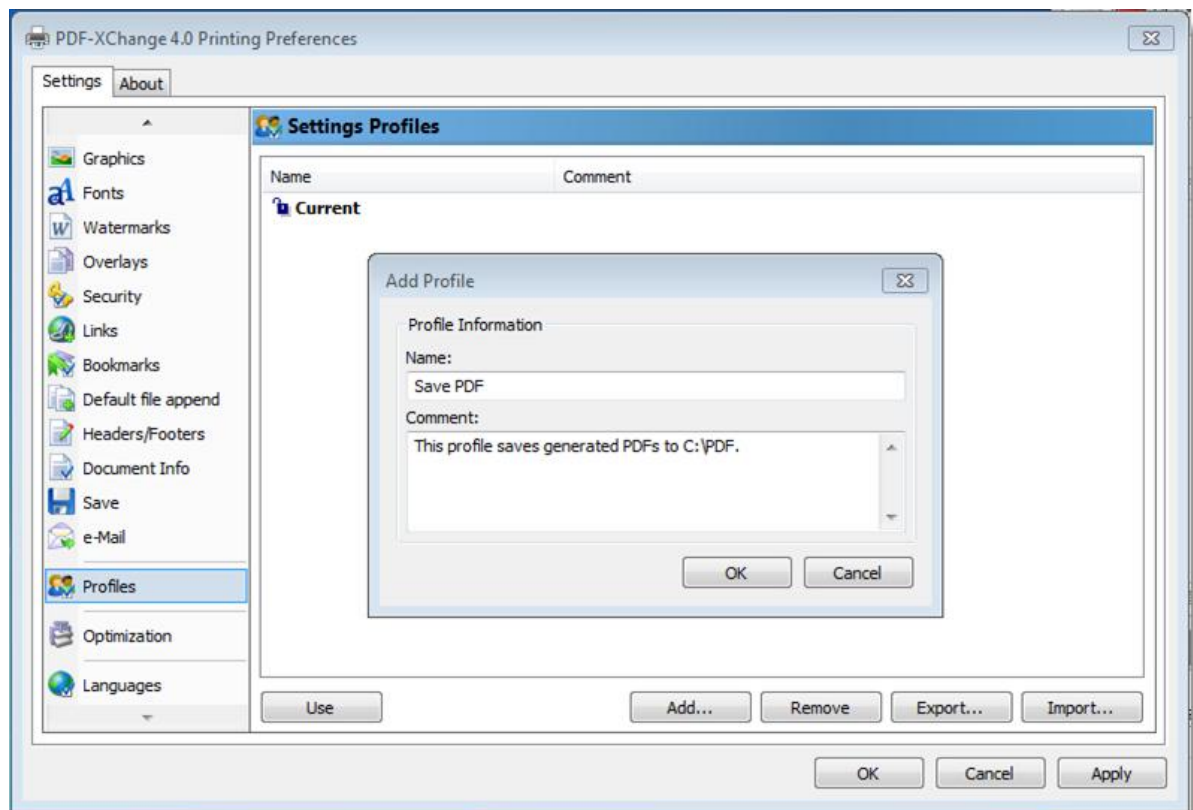 PDF-XChange 4.0 Printing Preferences
Settings About
Graphics
Fonts
Watermarks
Overlays
Security
Links
Bookmarks
Default file append
Headers/Footers
Document Info
Save
e-Mail
Profiles
Optimization
Languages
Settings Profiles
Name Comment
Current
Add Profile
Profile Information
Name:
Save PDF
Comment:
This profile saves generated PDFs to C:\PDF.
OK Cancel
Use Add... Remove Export... Import...
OK Cancel Apply